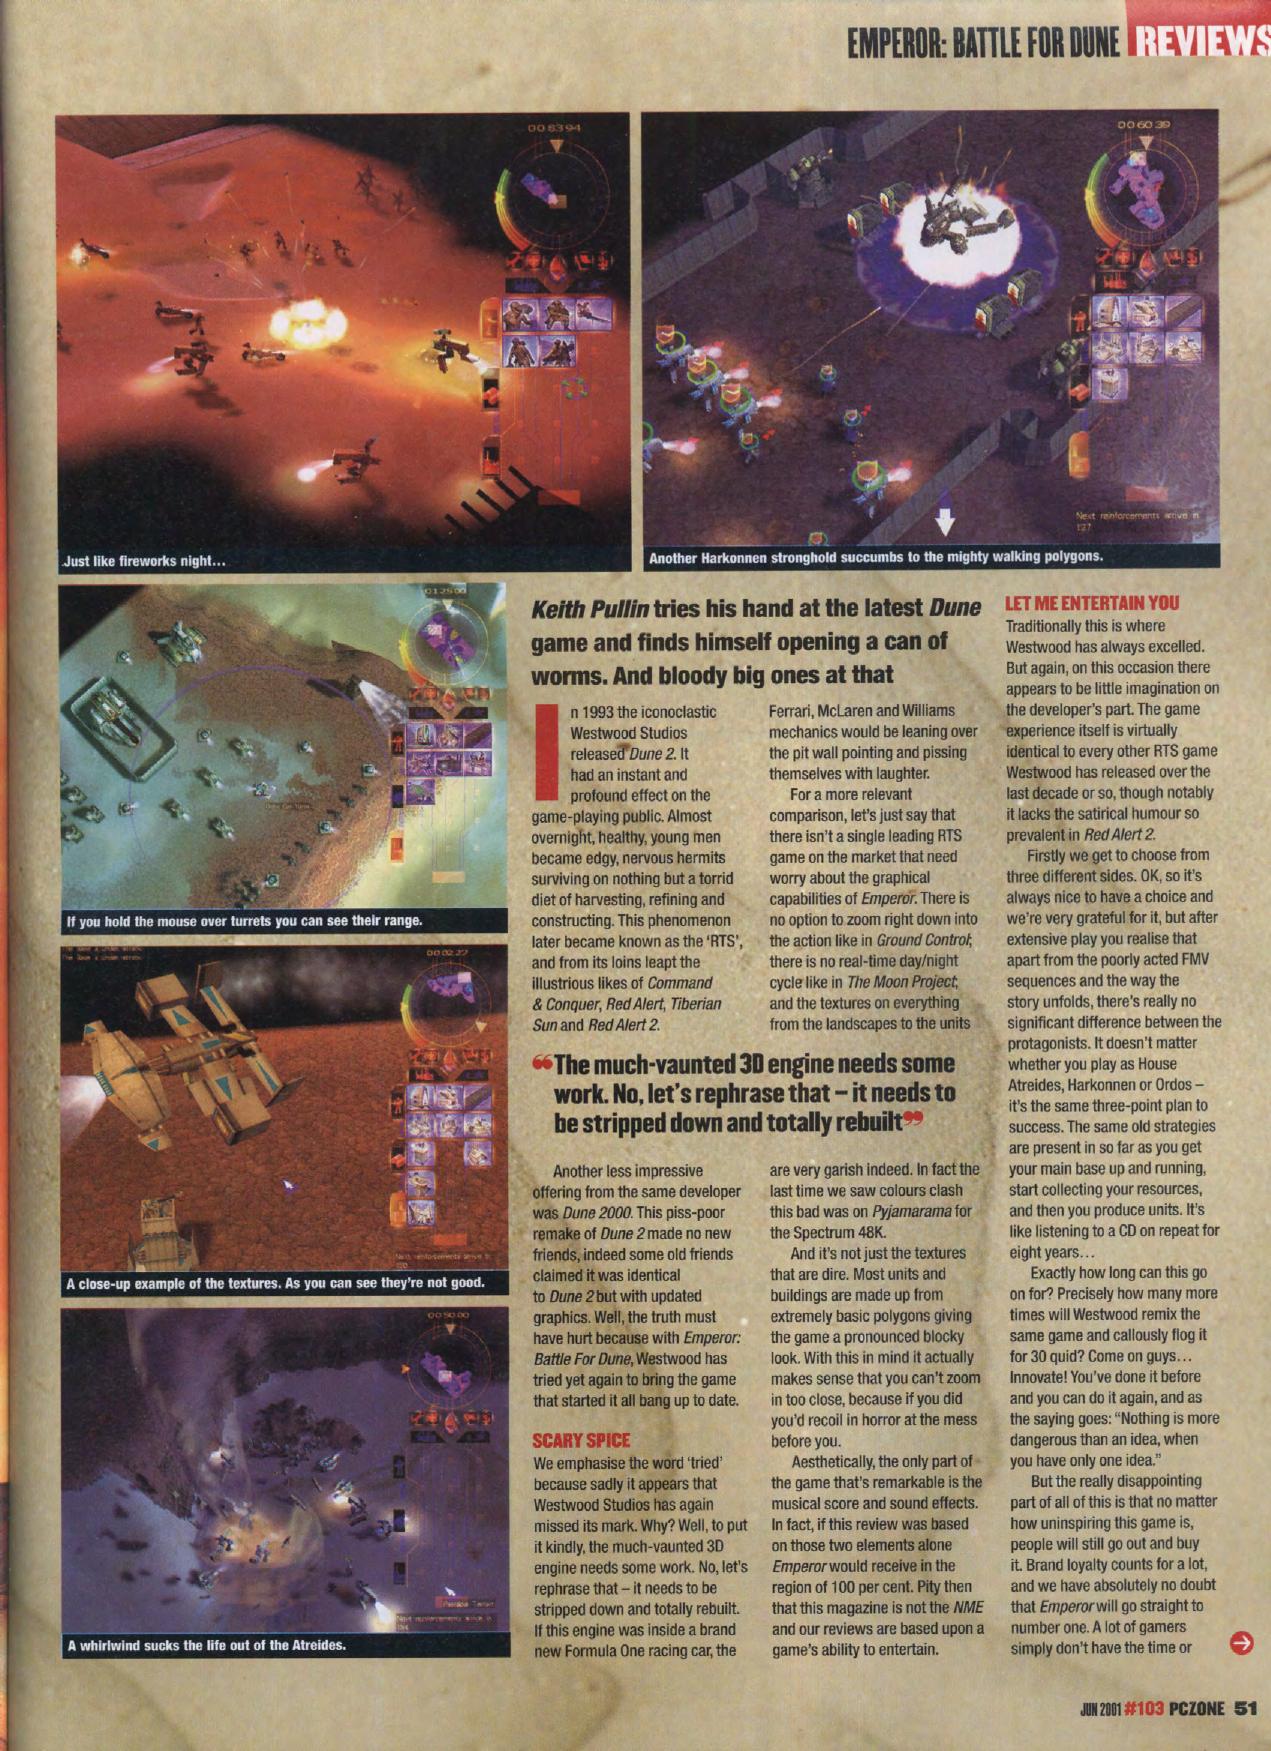 EMPEROR: BATTLE FOR DUNE REVIEWS
00 83 94
Just like fireworks night...
00 60 39
Next reinforcements arrive in
127
Another Harkonnen stronghold succumbs to the mighty walking polygons.
01 25 00
If you hold the mouse over turrets you can see their range.
00 02 27
A close-up example of the textures. As you can see they're not good.
00 50 00
A whirlwind sucks the life out of the Atreides.
Keith Pullin tries his hand at the latest Dune
game and finds himself opening a can of
worms. And bloody big ones at that
In 1993 the iconoclastic
Westwood Studios
released Dune 2. It
had an instant and
profound effect on the
game-playing public. Almost
overnight, healthy, young men
became edgy, nervous hermits
surviving on nothing but a torrid
diet of harvesting, refining and
constructing. This phenomenon
later became known as the 'RTS',
and from its loins leapt the
illustrious likes of Command
& Conquer, Red Alert, Tiberian
Sun and Red Alert 2.
Another less impressive
offering from the same developer
was Dune 2000. This piss-poor
remake of Dune 2 made no new
friends, indeed some old friends
claimed it was identical
to Dune 2 but with updated
graphics. Well, the truth must
have hurt because with Emperor:
Battle For Dune, Westwood has
tried yet again to bring the game
that started it all bang up to date.
SCARY SPICE
We emphasise the word 'tried'
because sadly it appears that
Westwood Studios has again
missed its mark. Why? Well, to put
it kindly, the much-vaunted 3D
engine needs some work. No, let's
rephrase that – it needs to be
stripped down and totally rebuilt.
If this engine was inside a brand
new Formula One racing car, the
Ferrari, McLaren and Williams
mechanics would be leaning over
the pit wall pointing and pissing
themselves with laughter.
For a more relevant
comparison, let's just say that
there isn't a single leading RTS
game on the market that need
worry about the graphical
capabilities of Emperor. There is
no option to zoom right down into
the action like in Ground Control;
there is no real-time day/night
cycle like in The Moon Project;
and the textures on everything
from the landscapes to the units
“The much-vaunted 3D engine needs some
work. No, let's rephrase that – it needs to
be stripped down and totally rebuilt”
are very garish indeed. In fact the
last time we saw colours clash
this bad was on Pyjamarama for
the Spectrum 48K.
And it's not just the textures
that are dire. Most units and
buildings are made up from
extremely basic polygons giving
the game a pronounced blocky
look. With this in mind it actually
makes sense that you can't zoom
in too close, because if you did
you'd recoil in horror at the mess
before you.
Aesthetically, the only part of
the game that's remarkable is the
musical score and sound effects.
In fact, if this review was based
on those two elements alone
Emperor would receive in the
region of 100 per cent. Pity then
that this magazine is not the NME
and our reviews are based upon a
game's ability to entertain.
LET ME ENTERTAIN YOU
Traditionally this is where
Westwood has always excelled.
But again, on this occasion there
appears to be little imagination on
the developer's part. The game
experience itself is virtually
identical to every other RTS game
Westwood has released over the
last decade or so, though notably
it lacks the satirical humour so
prevalent in Red Alert 2.
Firstly we get to choose from
three different sides. OK, so it's
always nice to have a choice and
we're very grateful for it, but after
extensive play you realise that
apart from the poorly acted FMV
sequences and the way the
story unfolds, there's really no
significant difference between the
protagonists. It doesn't matter
whether you play as House
Atreides, Harkonnen or Ordos –
it's the same three-point plan to
success. The same old strategies
are present in so far as you get
your main base up and running,
start collecting your resources,
and then you produce units. It's
like listening to a CD on repeat for
eight years...
Exactly how long can this go
on for? Precisely how many more
times will Westwood remix the
same game and callously flog it
for 30 quid? Come on guys...
Innovate! You've done it before
and you can do it again, and as
the saying goes: “Nothing is more
dangerous than an idea, when
you have only one idea.”
But the really disappointing
part of all of this is that no matter
how uninspiring this game is,
people will still go out and buy
it. Brand loyalty counts for a lot,
and we have absolutely no doubt
that Emperor will go straight to
number one. A lot of gamers
simply don't have the time or
JUN 2001 #103 PCZONE 51